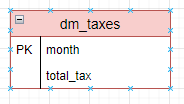 dm_taxes
PK month
total_tax